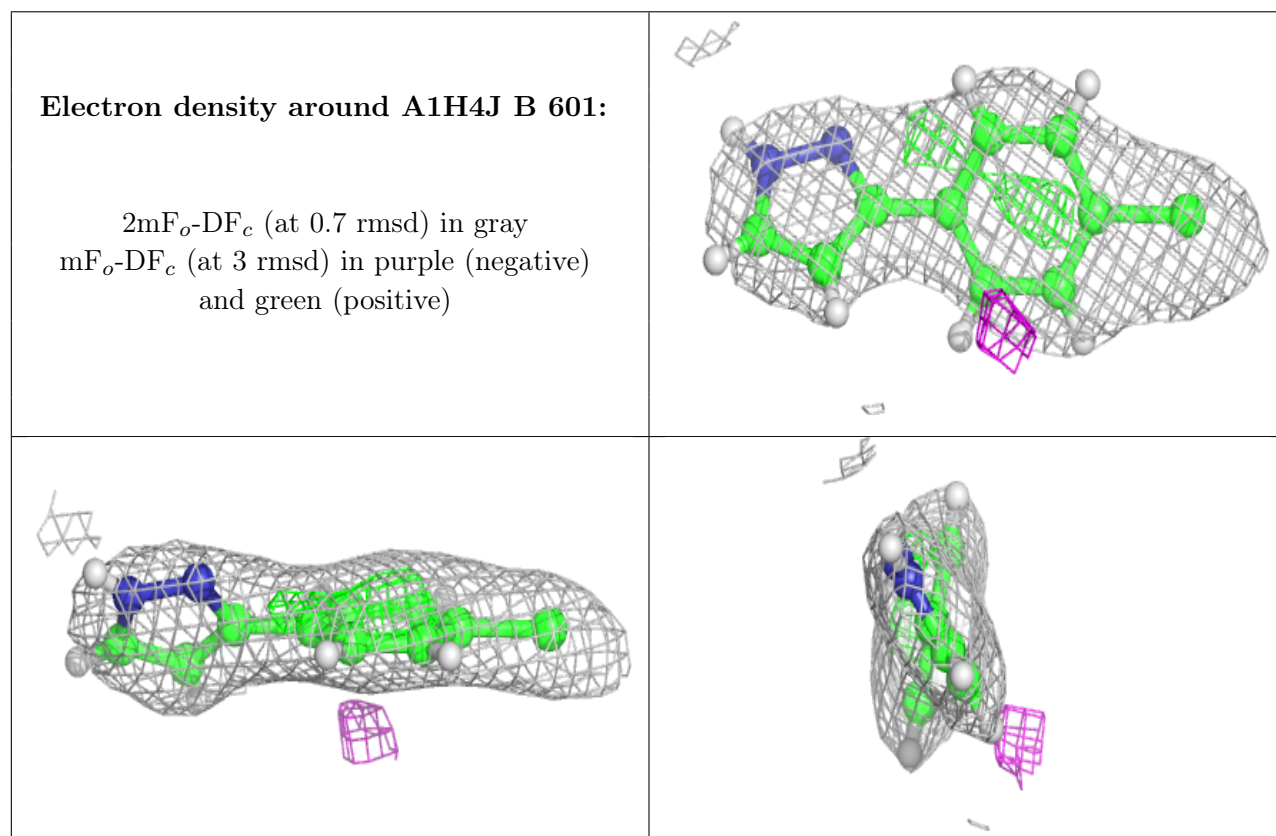 Electron density around A1H4J B 601:
2mFₒ-DF𝒸 (at 0.7 rmsd) in gray
mFₒ-DF𝒸 (at 3 rmsd) in purple (negative)
and green (positive)